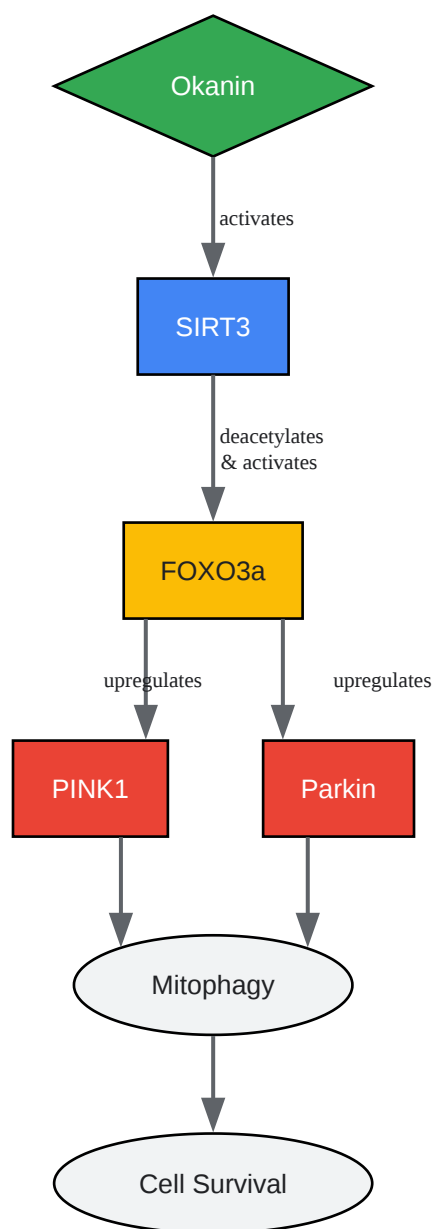 Okanin
activates
SIRT3
deacetylates
& activates
FOXO3a
upregulates
upregulates
PINK1
Parkin
Mitophagy
Cell Survival